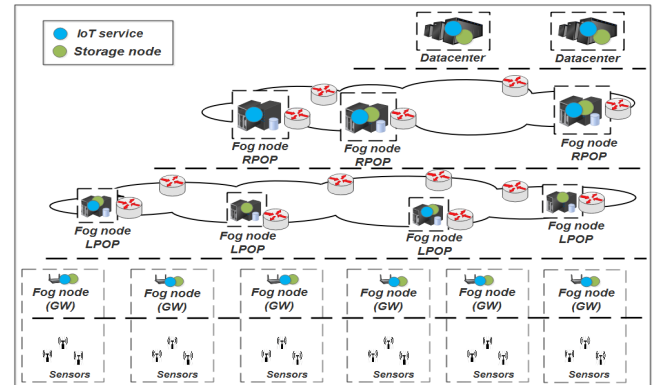 IoT service
Storage node
Datacenter
Datacenter
Fog node
RPOP
Fog node
RPOP
Fog node
RPOP
Fog node
LPOP
Fog node
LPOP
Fog node
LPOP
Fog node
LPOP
Fog node
(GW)
Fog node
(GW)
Fog node
(GW)
Fog node
(GW)
Fog node
(GW)
Fog node
(GW)
Sensors
Sensors
Sensors
Sensors
Sensors
Sensors